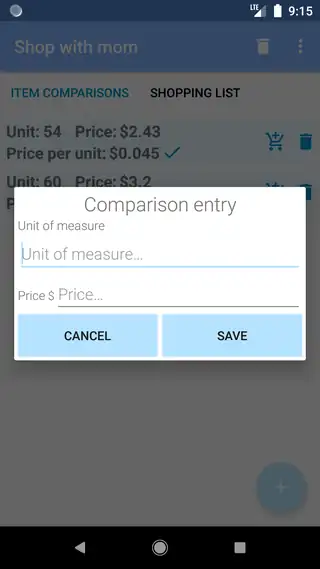 LTE 9:15
Shop with mom
ITEM COMPARISONS SHOPPING LIST
Unit: 54 Price: $2.43
Price per unit: $0.045
Unit: 60 Price: $3.2
P
Comparison entry
Unit of measure
Unit of measure...
Price $ Price...
CANCEL SAVE